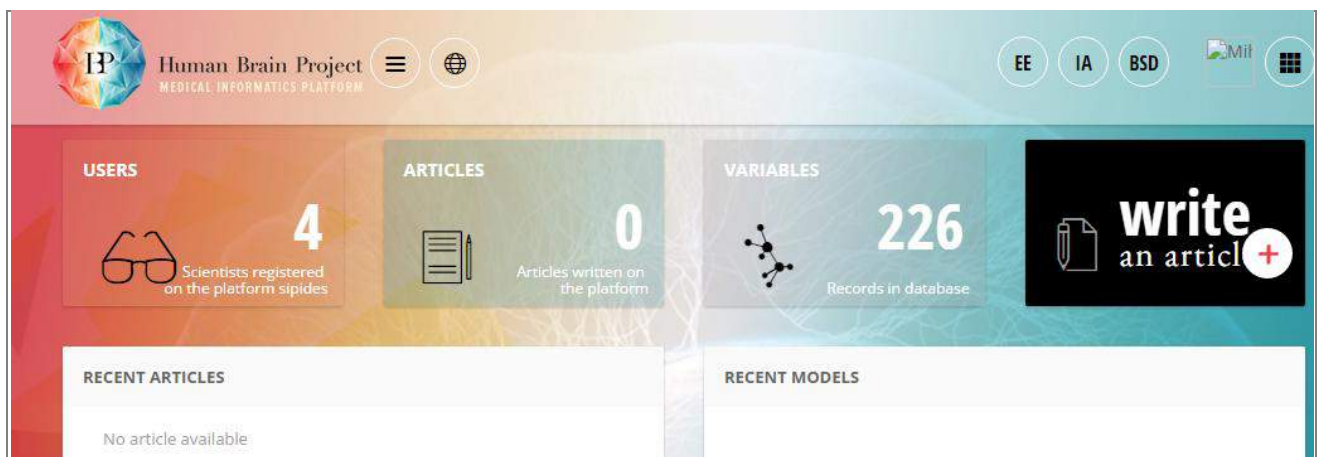 HBP Human Brain Project
MEDICAL INFORMATICS PLATFORM
EE IA BSD
USERS
4
Scientists registered
on the platform sipides
ARTICLES
0
Articles written on
the platform
VARIABLES
226
Records in database
write
an articl
+
RECENT ARTICLES
No article available
RECENT MODELS